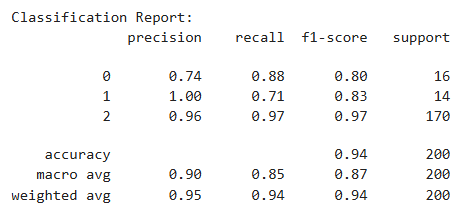 Classification Report:
precision recall f1-score support
0 0.74 0.88 0.80 16
1 1.00 0.71 0.83 14
2 0.96 0.97 0.97 170
accuracy 0.94 200
macro avg 0.90 0.85 0.87 200
weighted avg 0.95 0.94 0.94 200